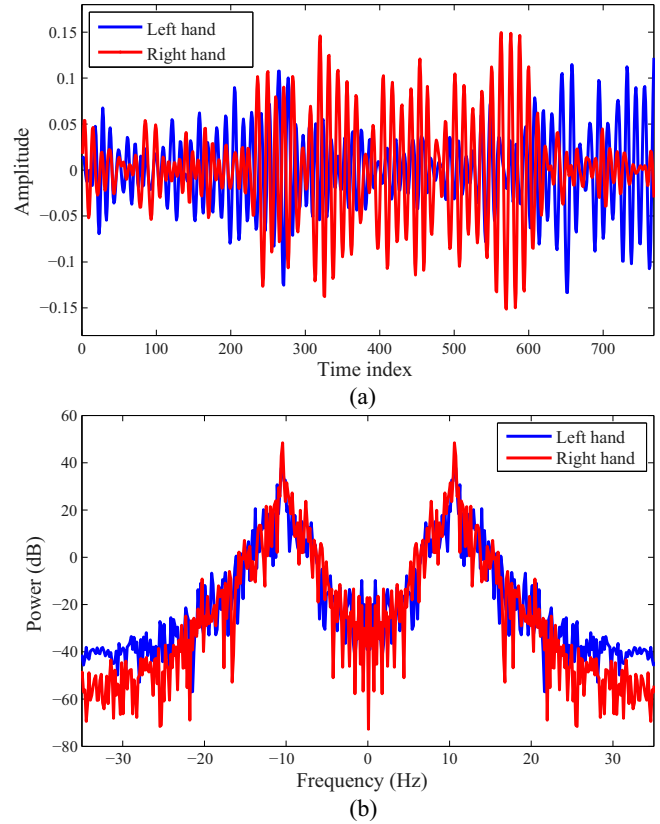 Left hand
Right hand
0.15
0.1
0.05
0
−0.05
−0.1
−0.15
Amplitude
0 100 200 300 400 500 600 700
Time index
(a)
60
40
20
0
−20
−40
−60
−80
Power (dB)
Left hand
Right hand
−30 −20 −10 0 10 20 30
Frequency (Hz)
(b)